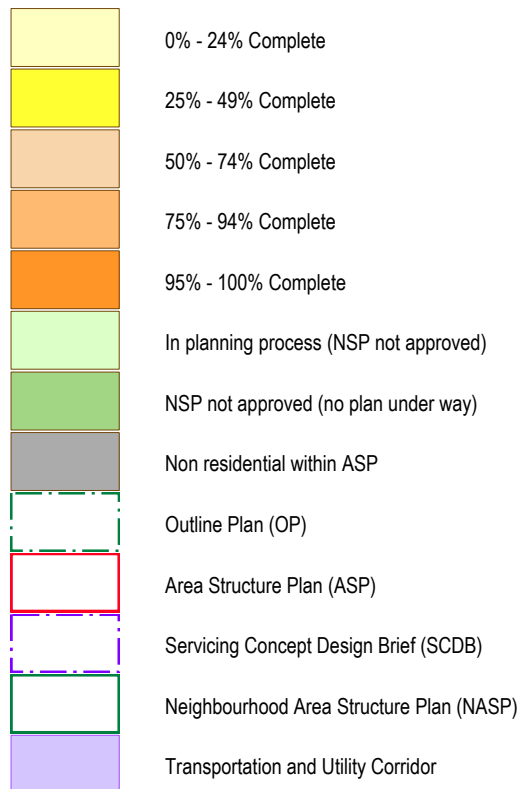 0% - 24% Complete
25% - 49% Complete
50% - 74% Complete
75% - 94% Complete
95% - 100% Complete
In planning process (NSP not approved)
NSP not approved (no plan under way)
Non residential within ASP
Outline Plan (OP)
Area Structure Plan (ASP)
Servicing Concept Design Brief (SCDB)
Neighbourhood Area Structure Plan (NASP)
Transportation and Utility Corridor